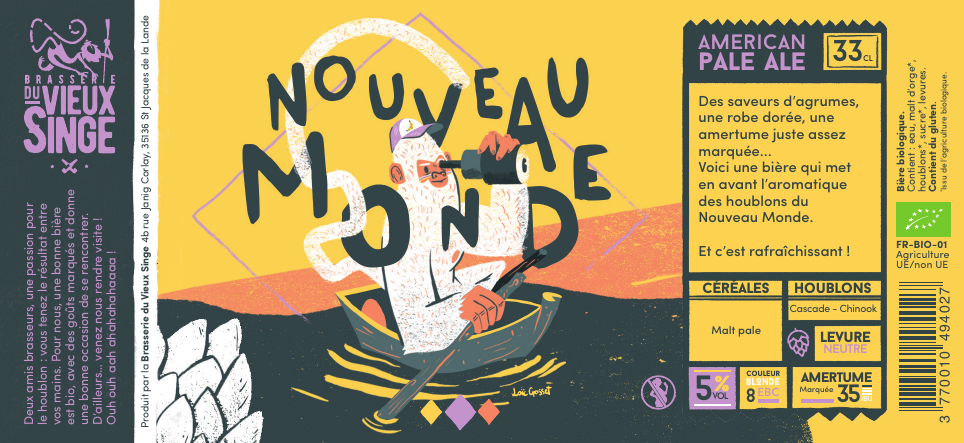 BRASSERIE
DU VIEUX
SINGE
Deux amis brasseurs, une passion pour
le houblon : vous tenez le résultat entre
vos mains. Pour nous, une bonne bière
est bio, avec des goûts marqués et donne
une bonne occasion de se rencontrer.
D'ailleurs... venez nous rendre visite !
Ouh ouh aah ahahahahaaaa !
Produit par la Brasserie du Vieux Singe 4b rue Janig Corlay, 35136 St Jacques de la Lande
NOUVEAU
MONDE
Loïc Gosset
AMERICAN
PALE ALE
33CL
Des saveurs d'agrumes,
une robe dorée, une
amertume juste assez
marquée...
Voici une bière qui met
en avant l'aromatique
des houblons du
Nouveau Monde.
Et c'est rafraîchissant !
CÉRÉALES
Malt pale
HOUBLONS
Cascade - Chinook
LEVURE
NEUTRE
5%
VOL
COULEUR
BLONDE
8 EBC
AMERTUME
Marquée 35 IBU
Bière biologique.
Contient : eau, malt d'orge*,
houblons*, sucre*, levures.
Contient du gluten.
*Issu de l'agriculture biologique.
FR-BIO-01
Agriculture
UE/non UE
3 770010 494027